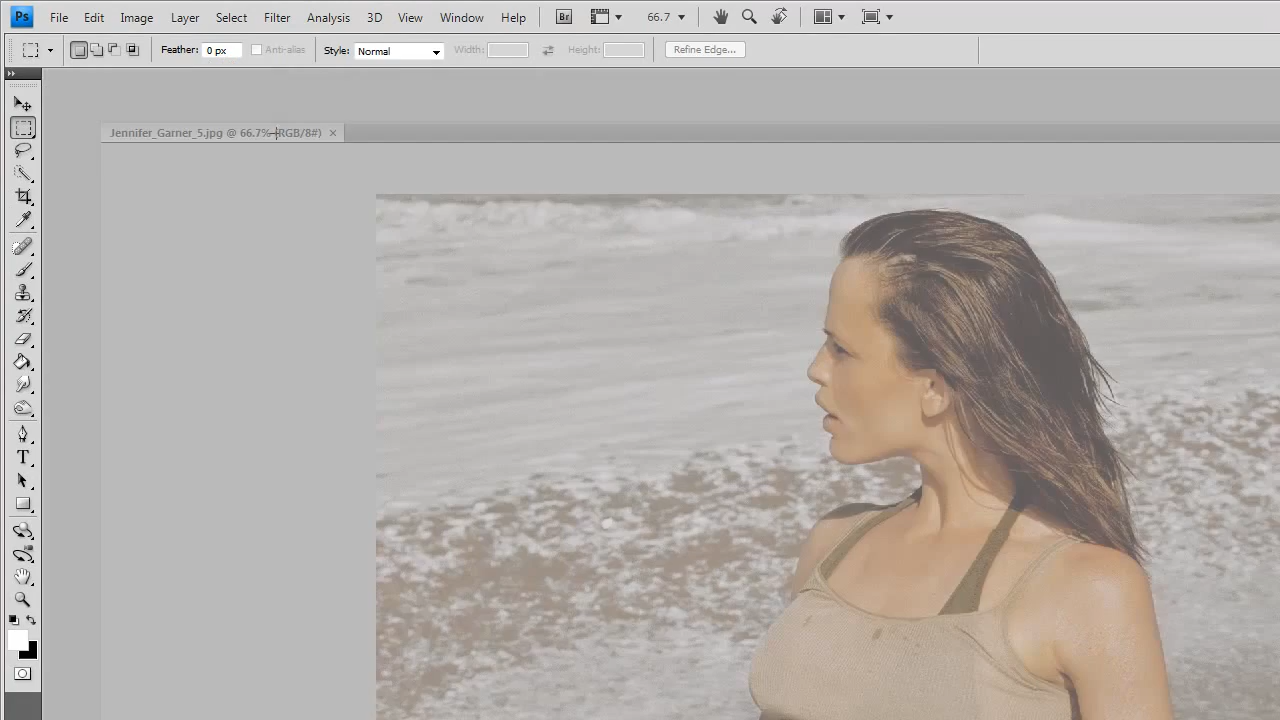 Ps File Edit Image Layer Select Filter Analysis 3D View Window Help Br 66.7
Feather: 0 px Anti-alias Style: Normal Width: Height: Refine Edge...
Jennifer_Garner_5.jpg @ 66.7% (RGB/8#) ×
T